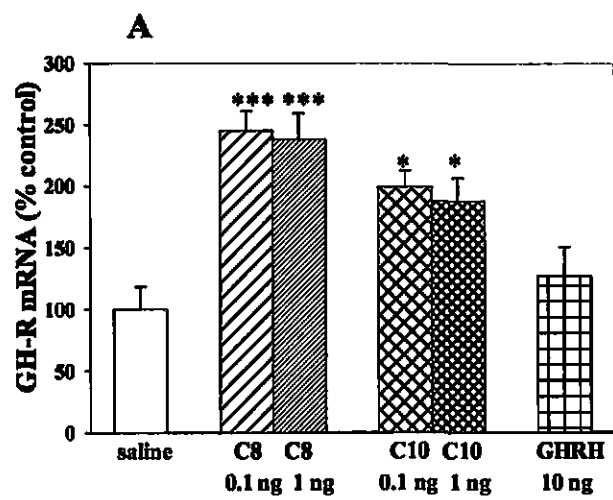 A
GH-R mRNA (% control)
300
250
200
150
100
50
0
*** ***
* *
saline C8 C8 C10 C10 GHRH
0.1 ng 1 ng 0.1 ng 1 ng 10 ng